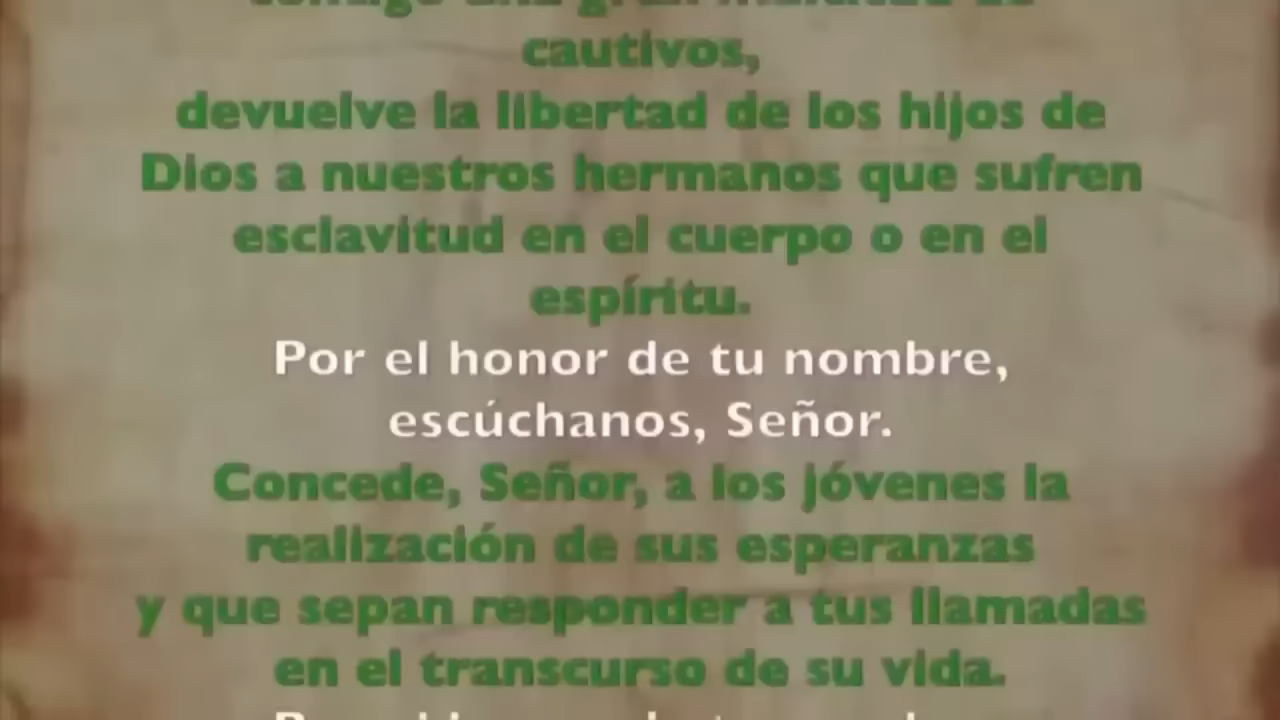 cautivos,
devuelve la libertad de los hijos de
Dios a nuestros hermanos que sufren
esclavitud en el cuerpo o en el
espíritu.
Por el honor de tu nombre,
escúchanos, Señor.
Concede, Señor, a los jóvenes la
realización de sus esperanzas
y que sepan responder a tus llamadas
en el transcurso de su vida.